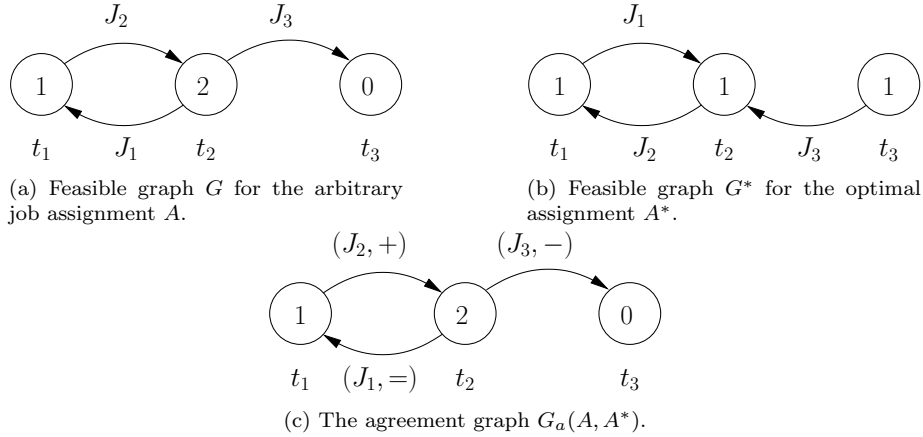 J2 J3
1 2 0
J1
t1 t2 t3
(a) Feasible graph G for the arbitrary
job assignment A.
J1
1 1 1
J2 J3
t1 t2 t3
(b) Feasible graph G* for the optimal
assignment A*.
(J2, +) (J3, −)
1 2 0
t1 (J1, =) t2 t3
(c) The agreement graph Ga(A, A*).